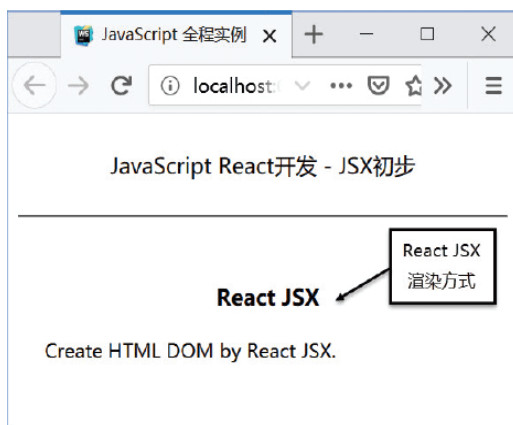 JavaScript 全程实例
localhost:
JavaScript React开发 - JSX初步
React JSX
渲染方式
React JSX
Create HTML DOM by React JSX.